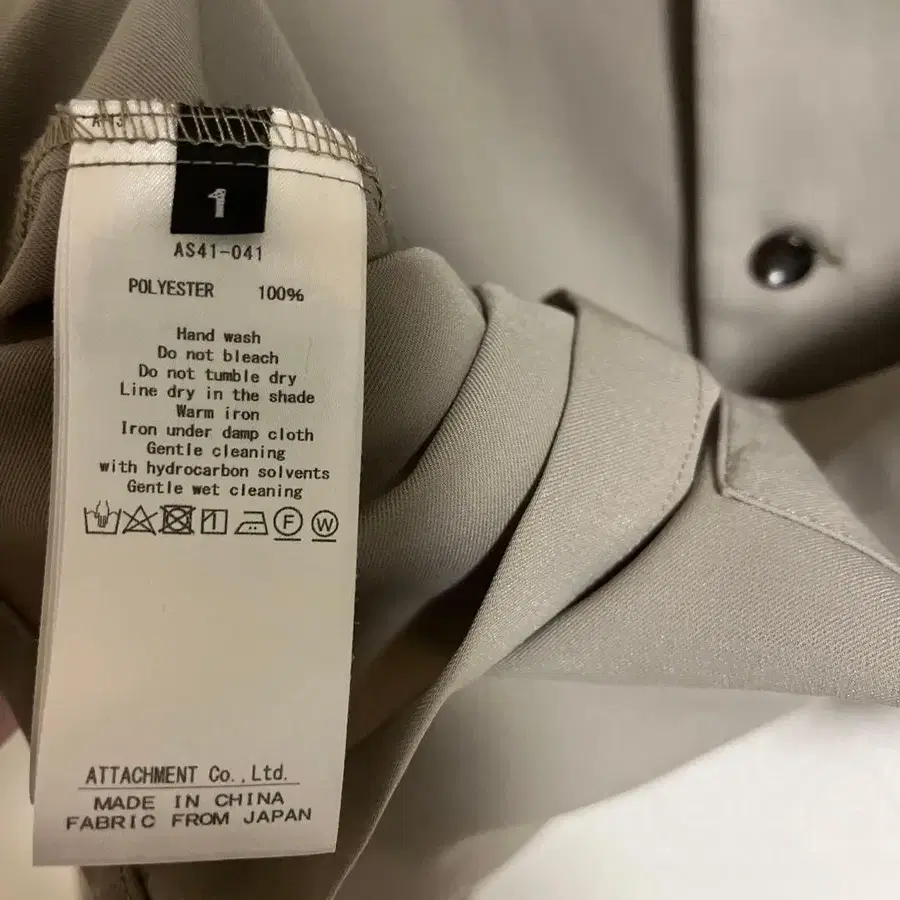 1
AS41-041
POLYESTER 100%
Hand wash
Do not bleach
Do not tumble dry
Line dry in the shade
Warm iron
Iron under damp cloth
Gentle cleaning
with hydrocarbon solvents
Gentle wet cleaning
F W
ATTACHMENT Co.,Ltd.
MADE IN CHINA
FABRIC FROM JAPAN